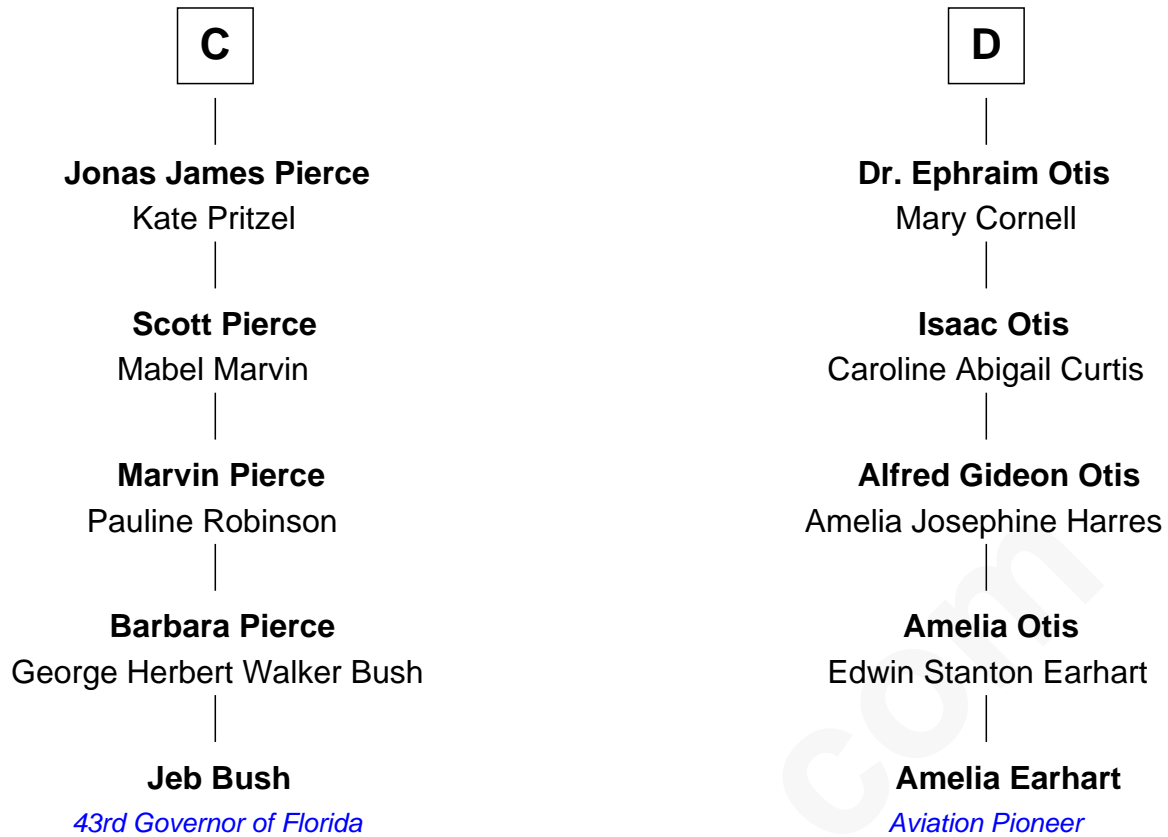 C
Jonas James Pierce
Kate Pritzel
Scott Pierce
Mabel Marvin
Marvin Pierce
Pauline Robinson
Barbara Pierce
George Herbert Walker Bush
Jeb Bush
43rd Governor of Florida
D
Dr. Ephraim Otis
Mary Cornell
Isaac Otis
Caroline Abigail Curtis
Alfred Gideon Otis
Amelia Josephine Harres
Amelia Otis
Edwin Stanton Earhart
Amelia Earhart
Aviation Pioneer
com